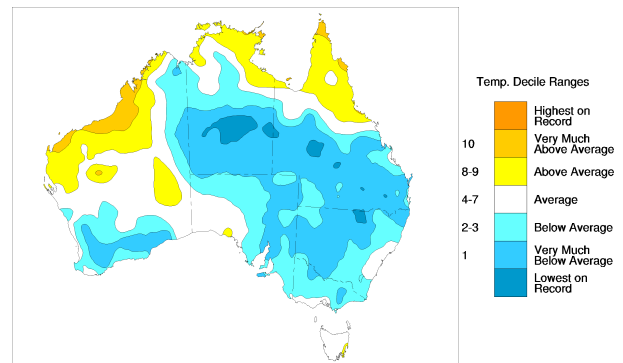 Temp. Decile Ranges
Highest on
Record
10
Very Much
Above Average
8-9
Above Average
4-7
Average
2-3
Below Average
1
Very Much
Below Average
Lowest on
Record